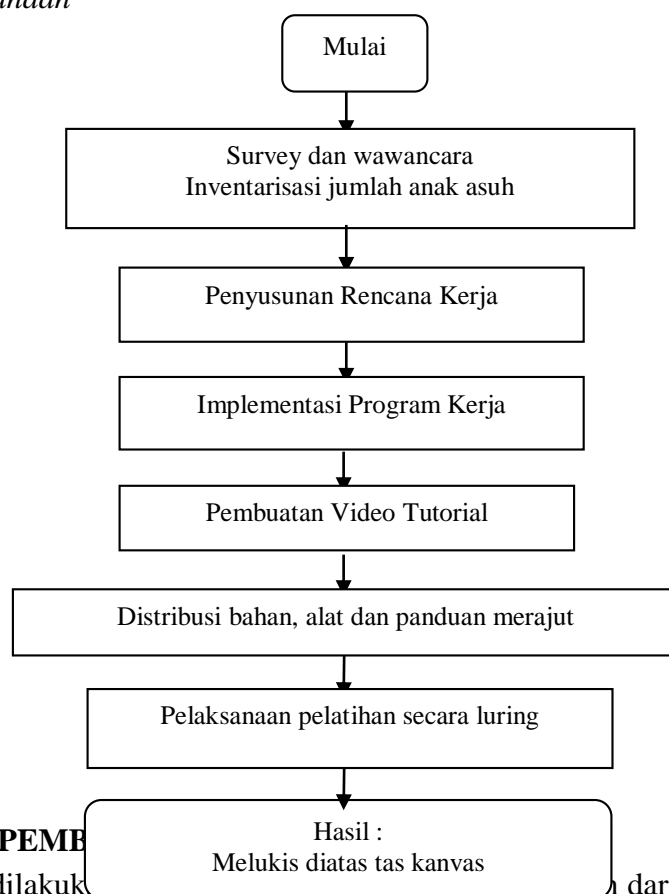 Mulai
Survey dan wawancara
Inventarisasi jumlah anak asuh
Penyusunan Rencana Kerja
Implementasi Program Kerja
Pembuatan Video Tutorial
Distribusi bahan, alat dan panduan merajut
Pelaksanaan pelatihan secara luring
Hasil :
Melukis diatas tas kanvas